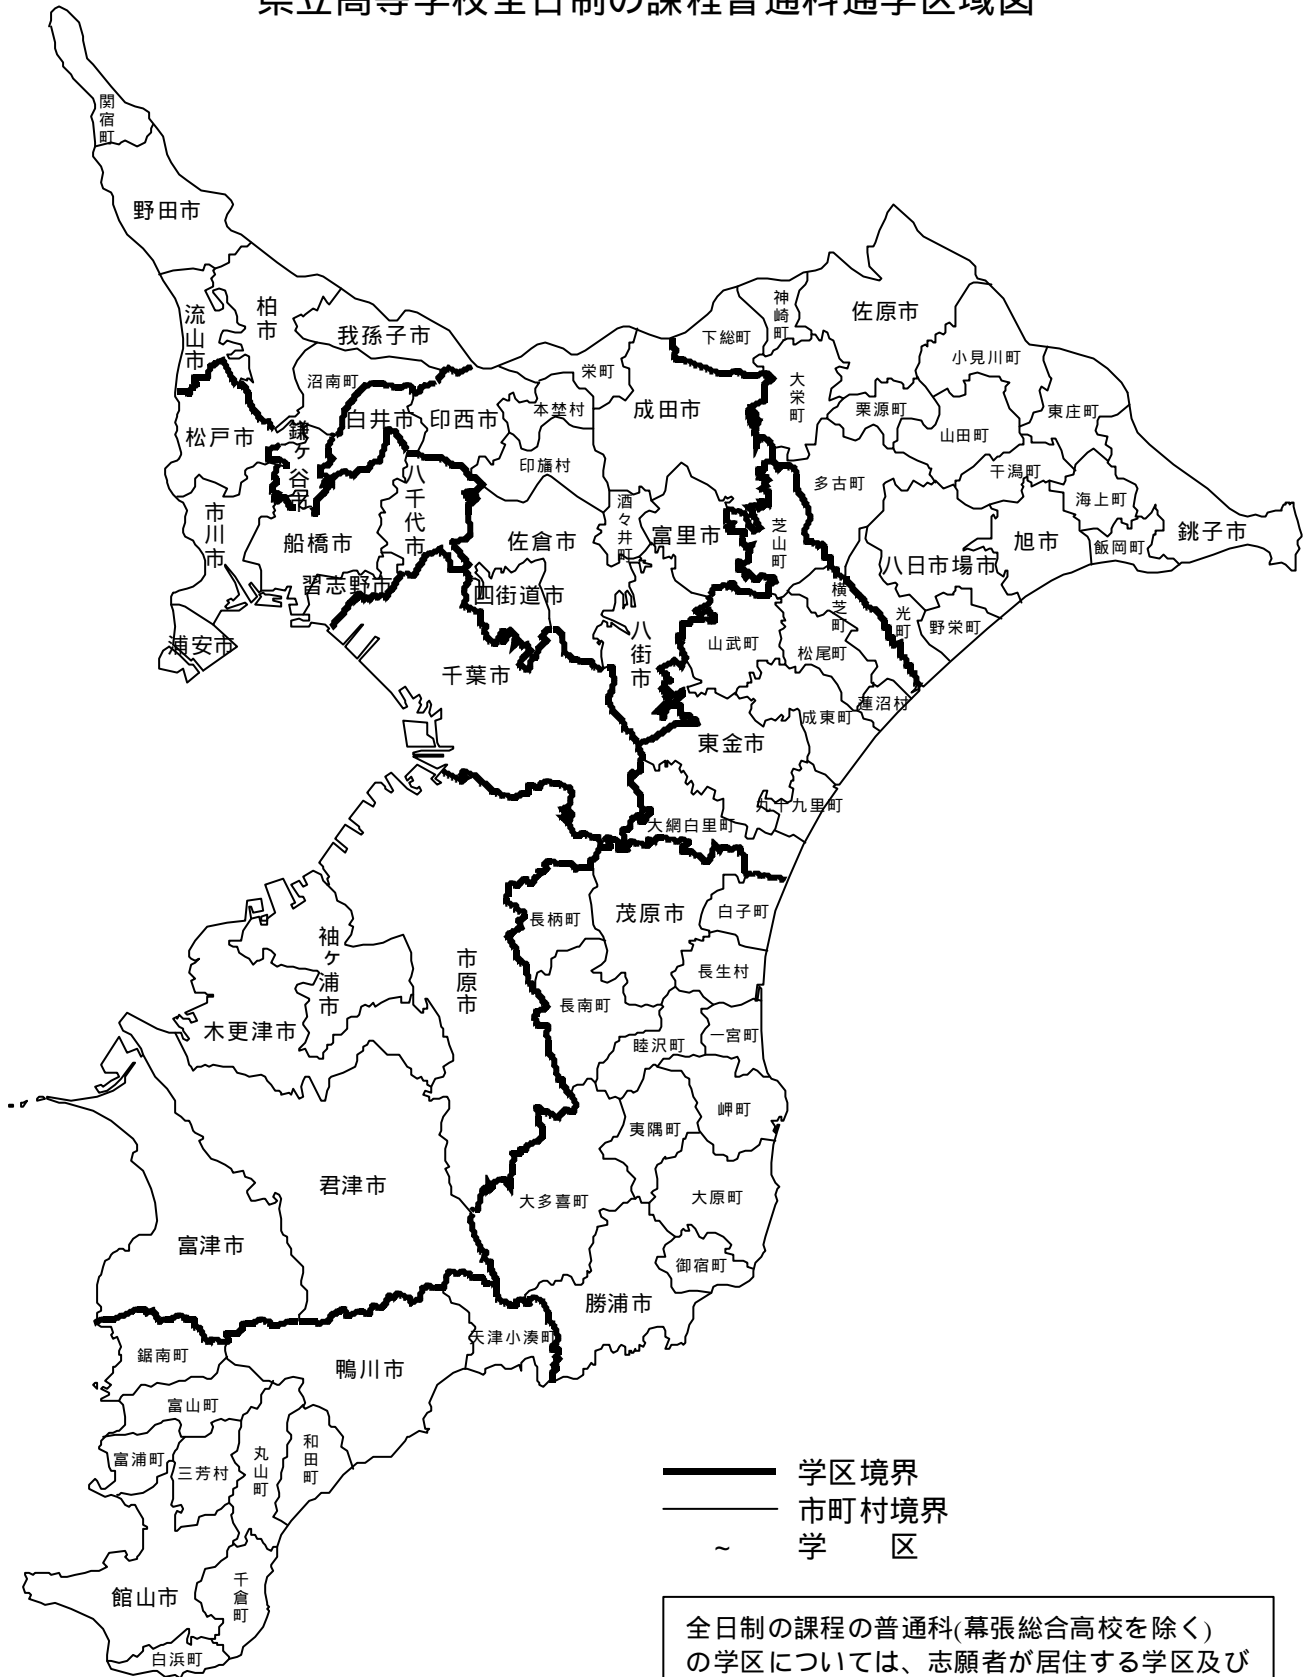 県立高等学校全日制の課程普通科通学区域図
関宿町
野田市
流山市
柏市
我孫子市
沼南町
松戸市
鎌ヶ谷市
白井市
印西市
栄町
本埜村
印旛村
成田市
下総町
神崎町
大栄町
佐原市
小見川町
栗源町
山田町
東庄町
多古町
干潟町
海上町
飯岡町
銚子市
旭市
八日市場市
野栄町
光町
横芝町
芝山町
市川市
船橋市
八千代市
習志野市
浦安市
佐倉市
酒々井町
富里市
四街道市
八街市
千葉市
山武町
松尾町
蓮沼村
成東町
東金市
九十九里町
大網白里町
茂原市
白子町
長柄町
長生村
長南町
睦沢町
一宮町
岬町
夷隅町
大原町
大多喜町
御宿町
勝浦市
市原市
袖ヶ浦市
木更津市
君津市
富津市
天津小湊町
鴨川市
鋸南町
富山町
富浦町
三芳村
丸山町
和田町
館山市
千倉町
白浜町
学区境界
市町村境界
~ 学 区
全日制の課程の普通科(幕張総合高校を除く)
の学区については、志願者が居住する学区及び